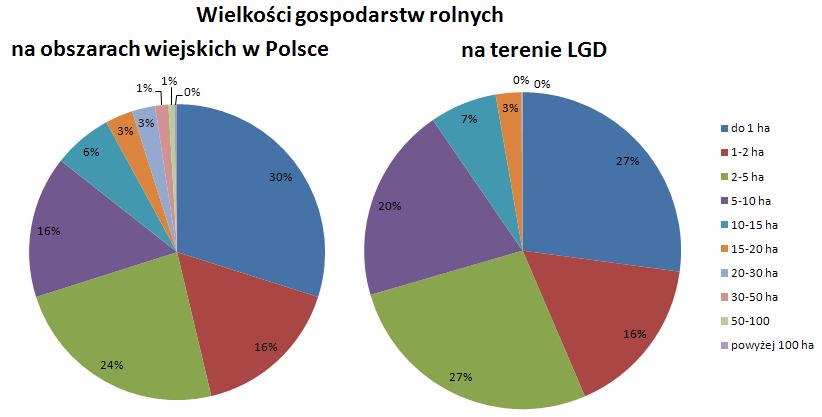 Wielkości gospodarstw rolnych
na obszarach wiejskich w Polsce
na terenie LGD
30%
16%
24%
16%
6%
3%
3%
1%
1%
0%
27%
16%
27%
20%
7%
3%
0%
0%
do 1 ha
1-2 ha
2-5 ha
5-10 ha
10-15 ha
15-20 ha
20-30 ha
30-50 ha
50-100
powyżej 100 ha